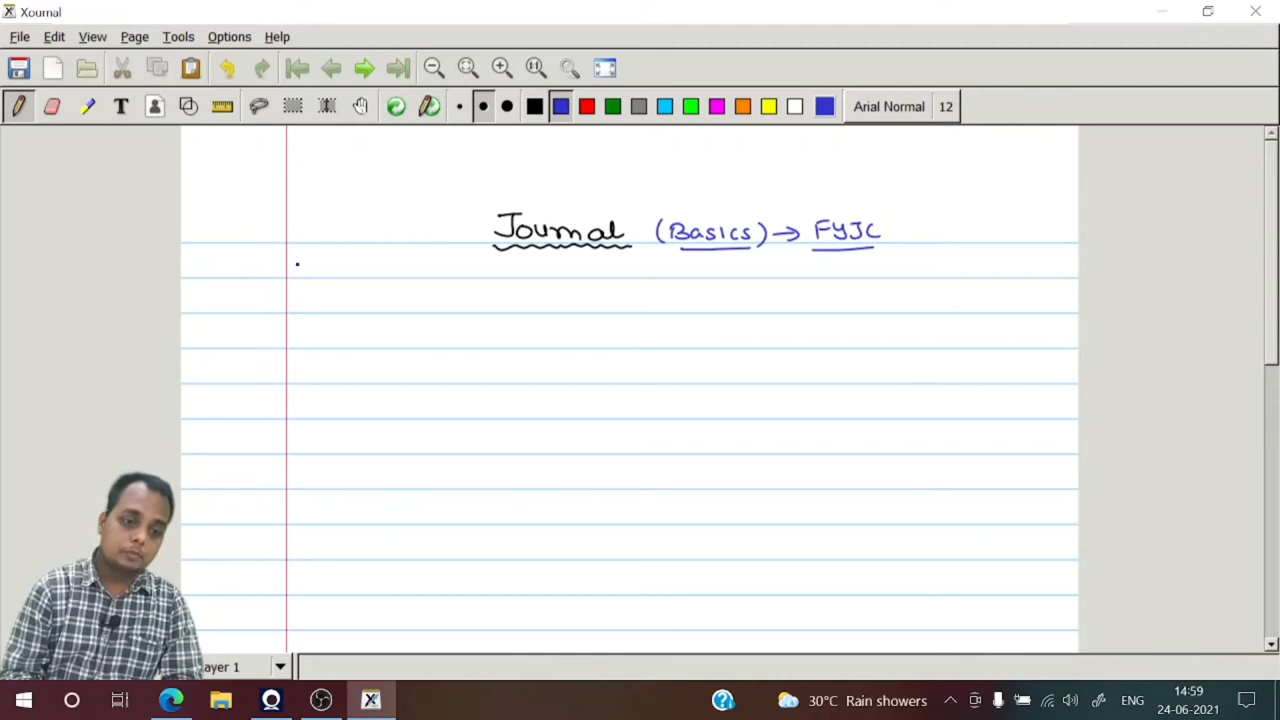 Xournal
File Edit View Page Tools Options Help
Arial Normal 12
Journal (Basics) → FYJC
ayer 1
30°C Rain showers ENG 14:59
24-06-2021